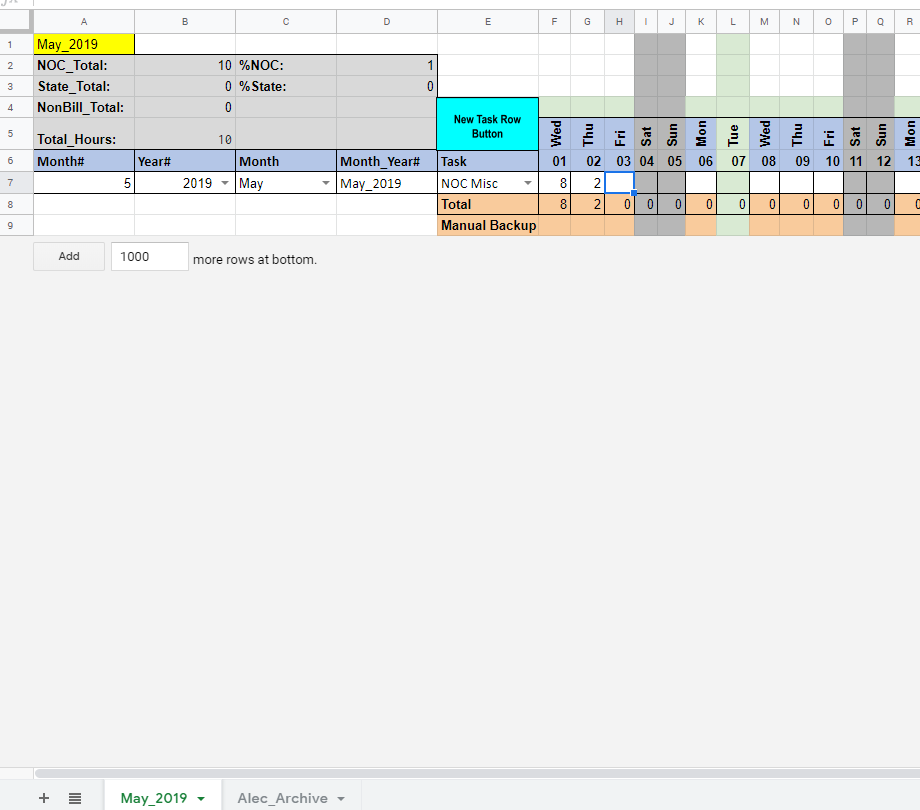 A B C D E F G H I J K L M N O P Q R
1 May_2019
2 NOC_Total: 10 %NOC: 1
3 State_Total: 0 %State: 0
4 NonBill_Total: 0
New Task Row
Button
5 Total_Hours: 10 Wed Thu Fri Sat Sun Mon Tue Wed Thu Fri Sat Sun Mon
6 Month# Year# Month Month_Year# Task 01 02 03 04 05 06 07 08 09 10 11 12 13
7 5 2019 May May_2019 NOC Misc 8 2
8 Total 8 2 0 0 0 0 0 0 0 0 0 0 0
9 Manual Backup
Add 1000 more rows at bottom.
+ May_2019 Alec_Archive